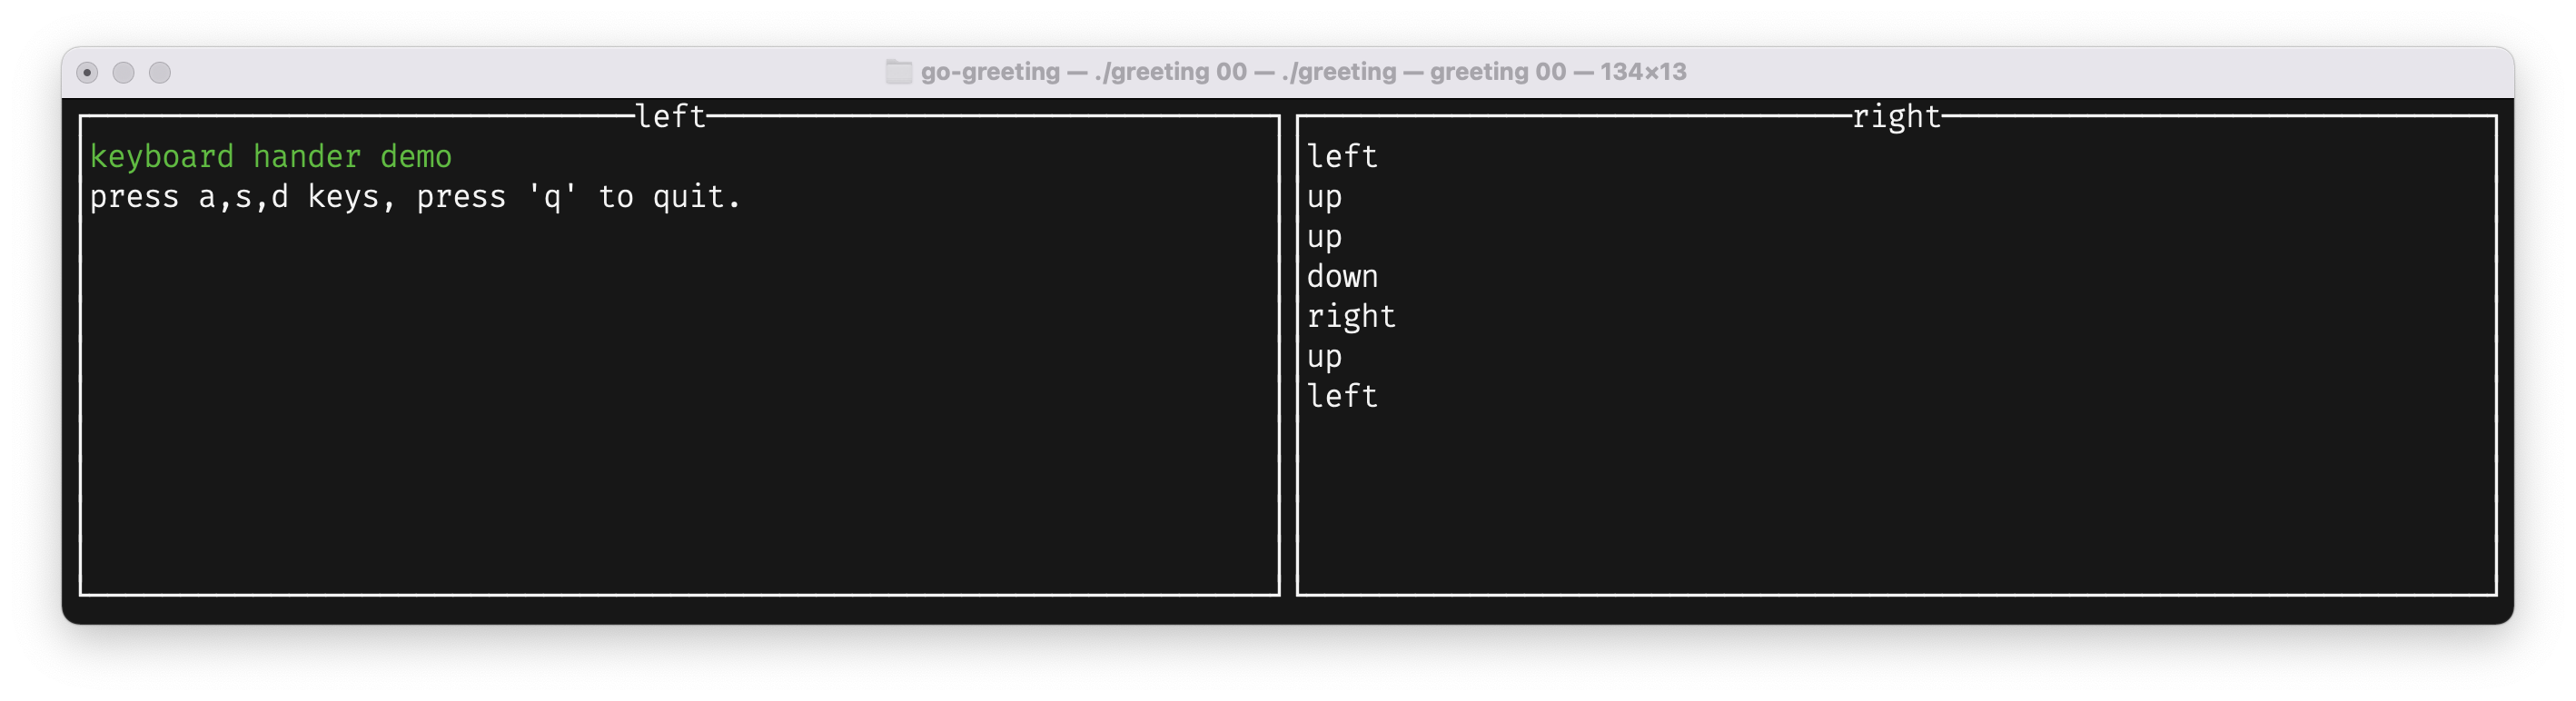 go-greeting — ./greeting 00 — ./greeting — greeting 00 — 134×13
left
keyboard hander demo
press a,s,d keys, press 'q' to quit.
right
left
up
up
down
right
up
left